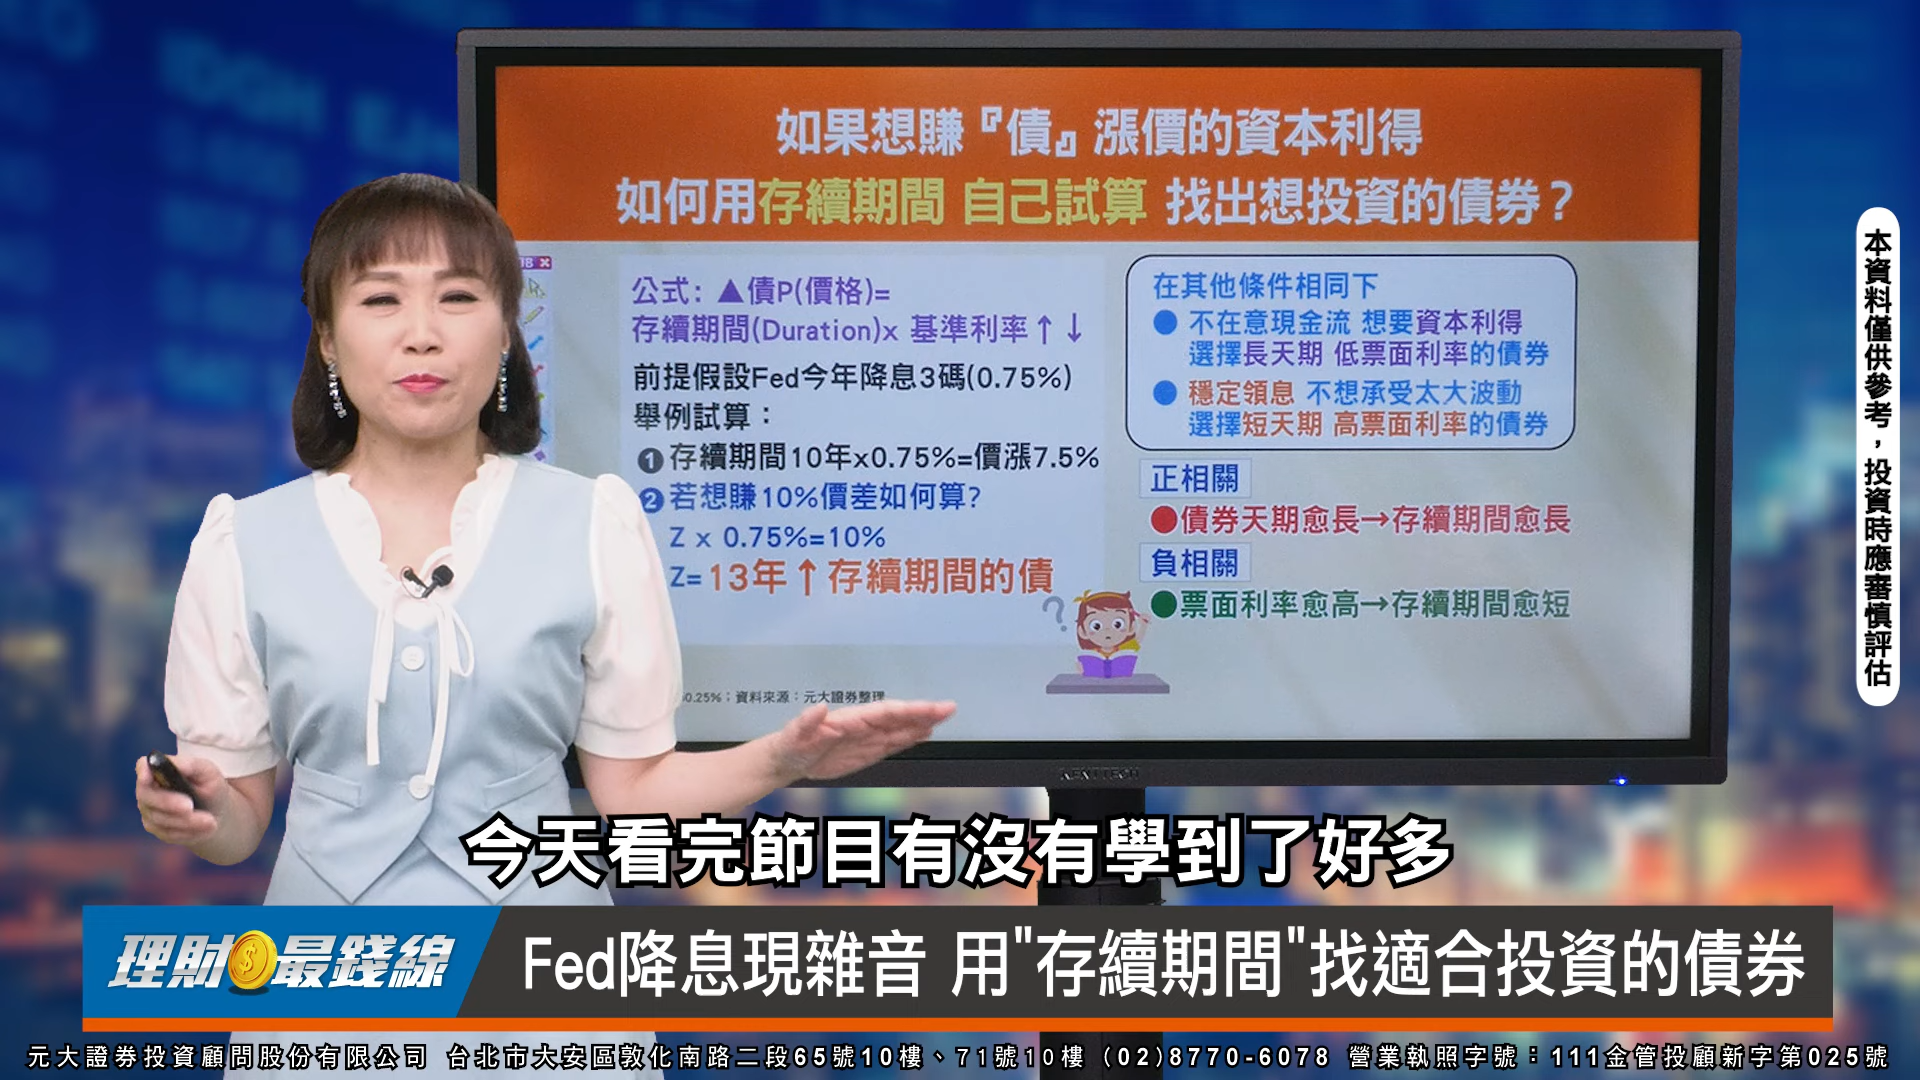 如果想賺『債』漲價的資本利得
如何用存續期間 自己試算 找出想投資的債券？
公式：▲債P(價格)=
存續期間(Duration)x 基準利率↑↓
前提假設Fed今年降息3碼(0.75%)
舉例試算：
❶存續期間10年x0.75%=價漲7.5%
❷若想賺10%價差如何算?
Z x 0.75%=10%
Z=13年↑存續期間的債
0.25%；資料來源：元大證券整理
在其他條件相同下
● 不在意現金流 想要資本利得
選擇長天期 低票面利率的債券
● 穩定領息 不想承受太大波動
選擇短天期 高票面利率的債券
正相關
●債券天期愈長→存續期間愈長
負相關
●票面利率愈高→存續期間愈短
本資料僅供參考，投資時應審慎評估
今天看完節目有沒有學到了好多
理財最錢線
Fed降息現雜音 用"存續期間"找適合投資的債券
元大證券投資顧問股份有限公司 台北市大安區敦化南路二段65號10樓、71號10樓 (02)8770-6078 營業執照字號：111金管投顧新字第025號